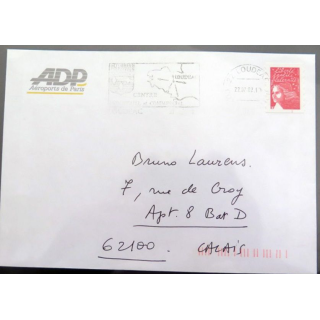 ADP
Aéroports de Paris
Bruno Laurens.
7, rue de Croy
Apt. 8 Bat D
62100. CALAIS